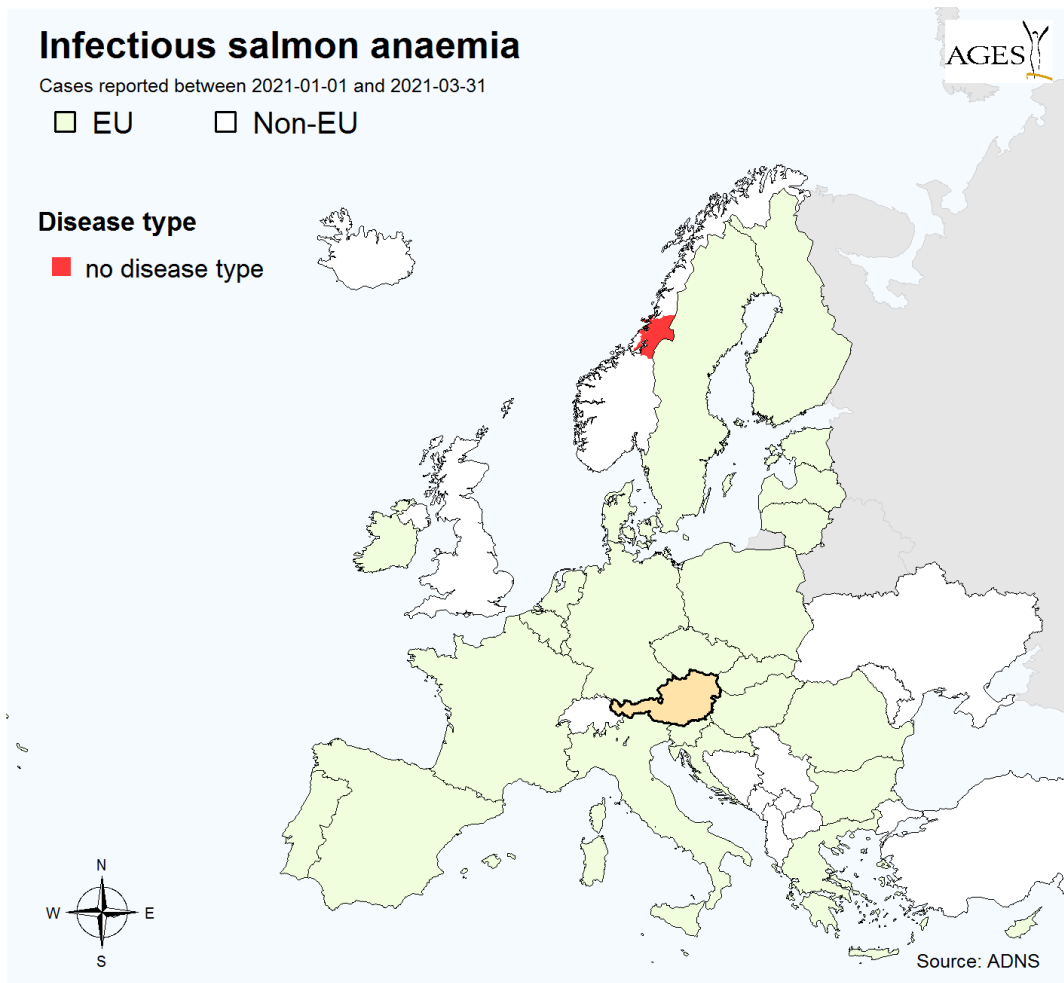 Infectious salmon anaemia
Cases reported between 2021-01-01 and 2021-03-31
EU
Non-EU
AGES
Disease type
no disease type
N
W
E
S
Source: ADNS